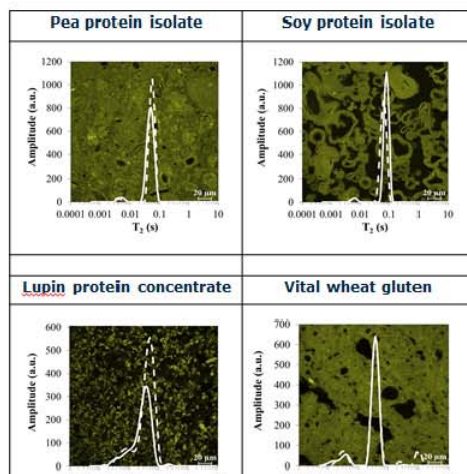 Pea protein isolate
Soy protein isolate
Amplitude (a.u.)
1200
1000
800
600
400
200
0
20 µm
0.0001 0.001 0.01 0.1 1 10
T2 (s)
Amplitude (a.u.)
1200
1000
800
600
400
200
0
20 µm
0.0001 0.001 0.01 0.1 1 10
T2 (s)
Lupin protein concentrate
Vital wheat gluten
Amplitude (a.u.)
600
500
400
300
200
100
0
20 µm
Amplitude (a.u.)
700
600
500
400
300
200
100
0
20 µm